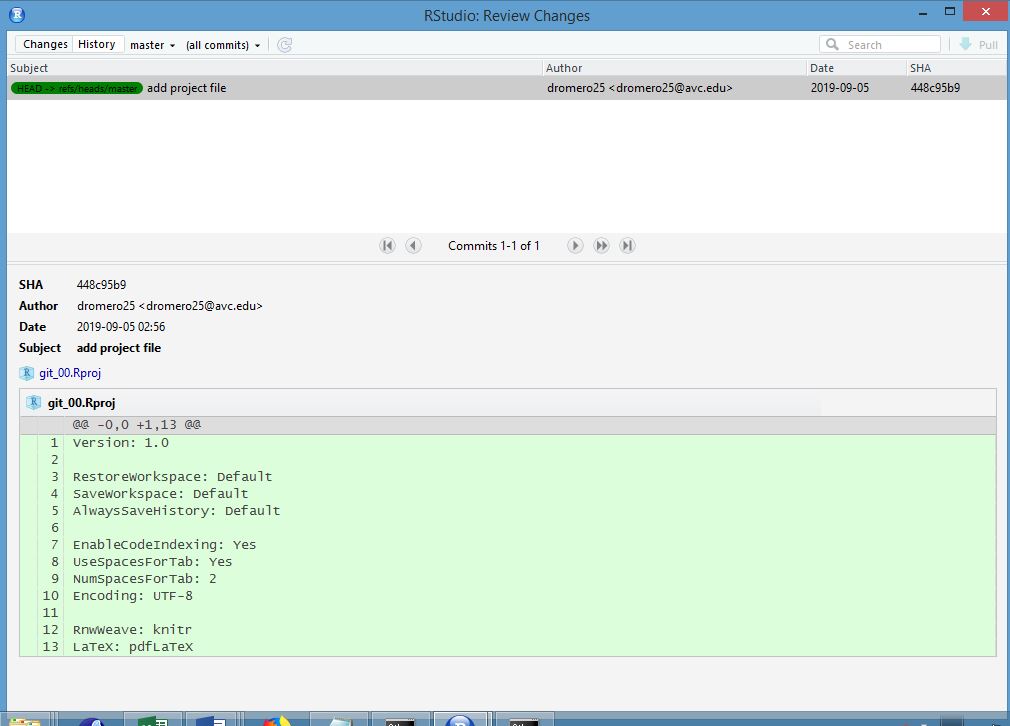 RStudio: Review Changes
Changes History master (all commits) Search Pull
Subject Author Date SHA
HEAD -> refs/heads/master add project file dromero25 <dromero25@avc.edu> 2019-09-05 448c95b9
Commits 1-1 of 1
SHA 448c95b9
Author dromero25 <dromero25@avc.edu>
Date 2019-09-05 02:56
Subject add project file
git_00.Rproj
git_00.Rproj
@@ -0,0 +1,13 @@
1 Version: 1.0
2
3 RestoreWorkspace: Default
4 SaveWorkspace: Default
5 AlwaysSaveHistory: Default
6
7 EnableCodeIndexing: Yes
8 UseSpacesForTab: Yes
9 NumSpacesForTab: 2
10 Encoding: UTF-8
11
12 RnwWeave: knitr
13 LaTeX: pdfLaTeX